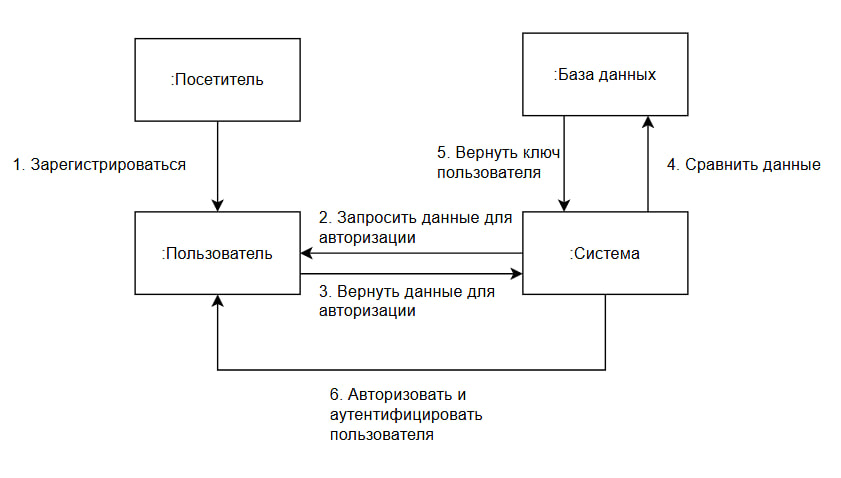 :Посетитель
:База данных
1. Зарегистрироваться
5. Вернуть ключ
пользователя
4. Сравнить данные
:Пользователь
2. Запросить данные для
авторизации
:Система
3. Вернуть данные для
авторизации
6. Авторизовать и
аутентифицировать
пользователя